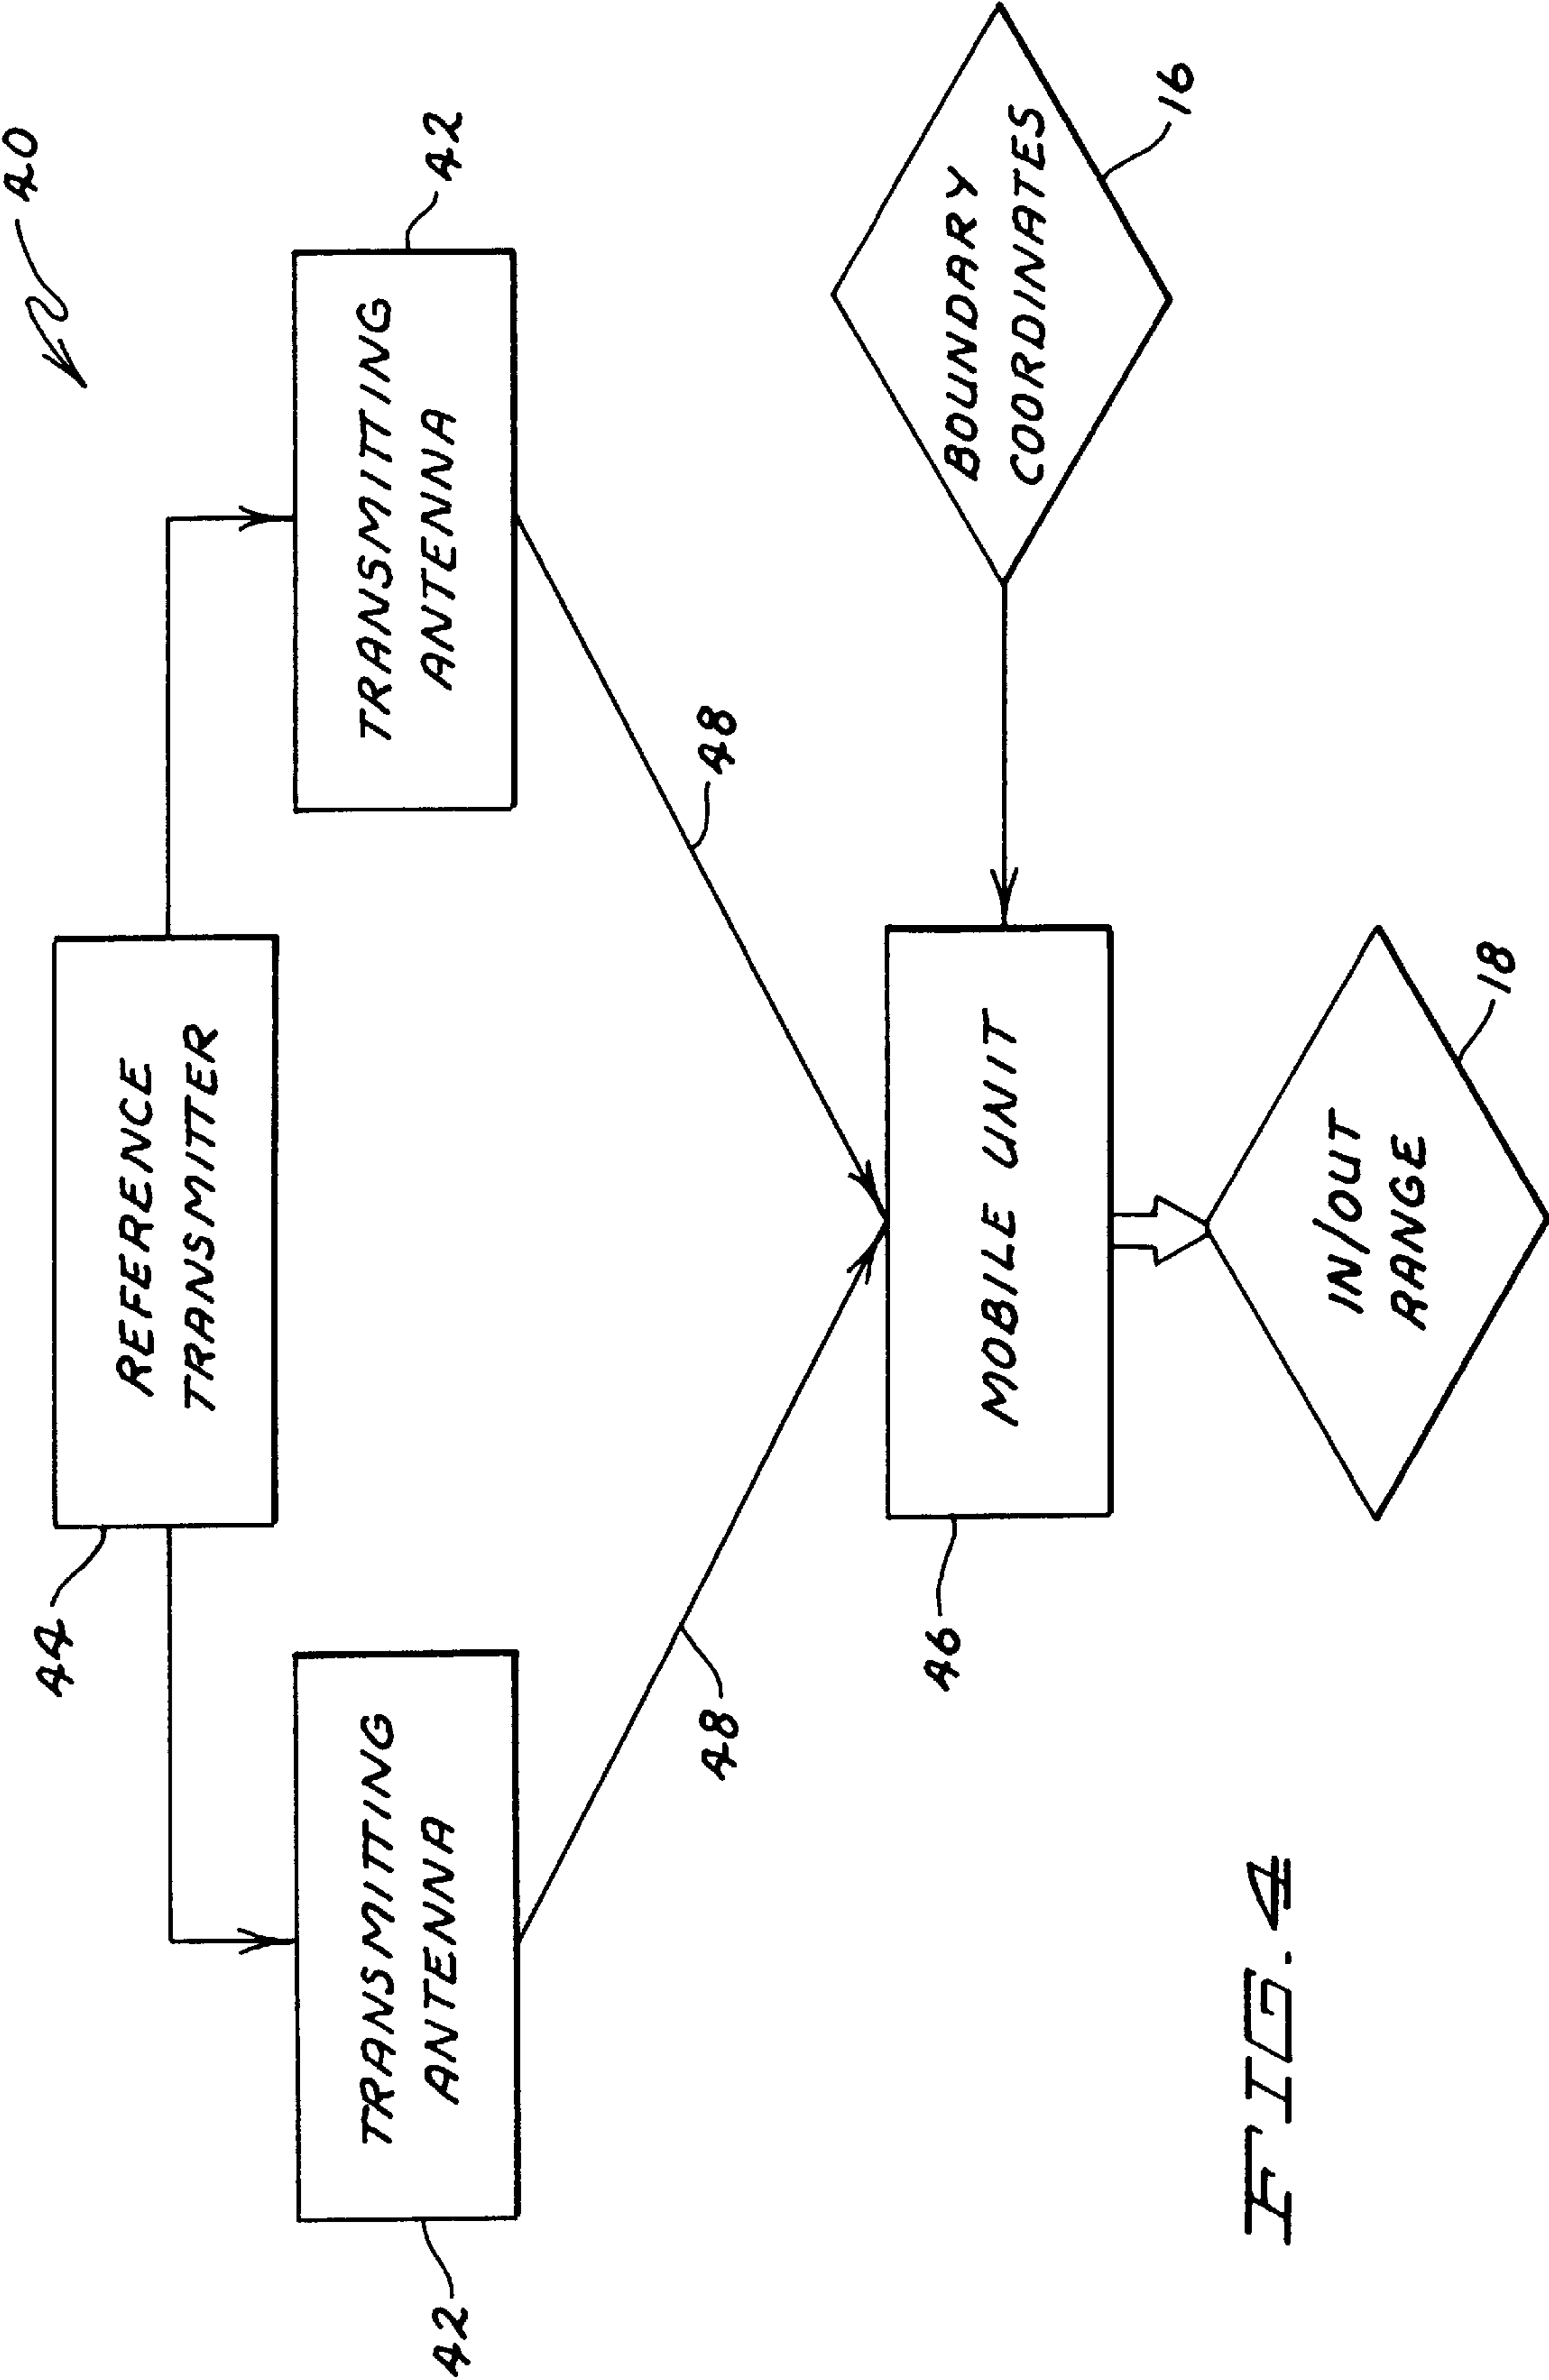 40
44
REFERENCE
TRANSMITTER
42
TRANSMITTING
ANTENNA
TRANSMITTING
ANTENNA
42
48
48
46
MOBILE UNIT
BOUNDARY
COORDINATES
16
IN/OUT
RANGE
18
FIG. 4